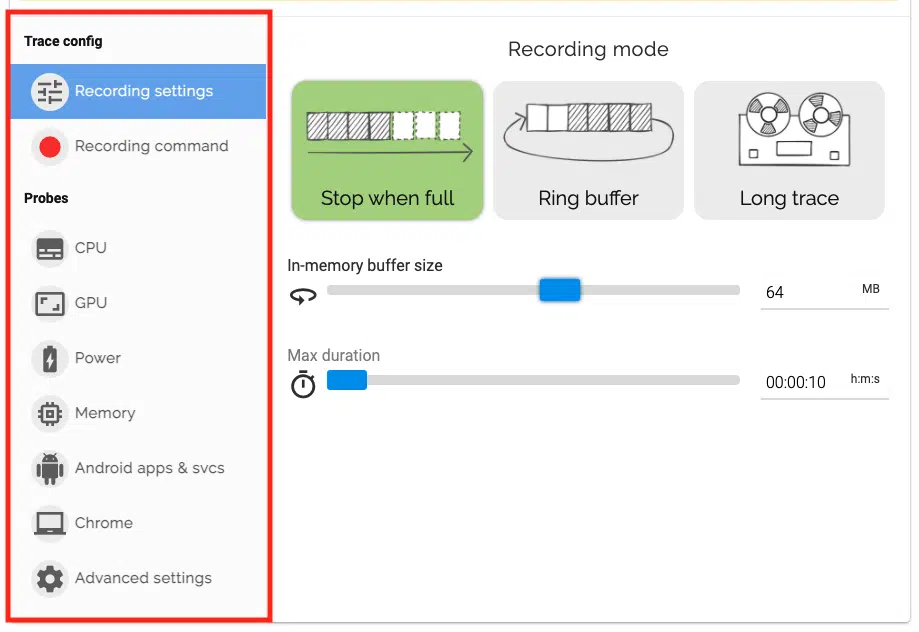 Trace config
Recording settings
Recording command
Probes
CPU
GPU
Power
Memory
Android apps & svcs
Chrome
Advanced settings
Recording mode
Stop when full
Ring buffer
Long trace
In-memory buffer size
64 MB
Max duration
00:00:10 h:m:s